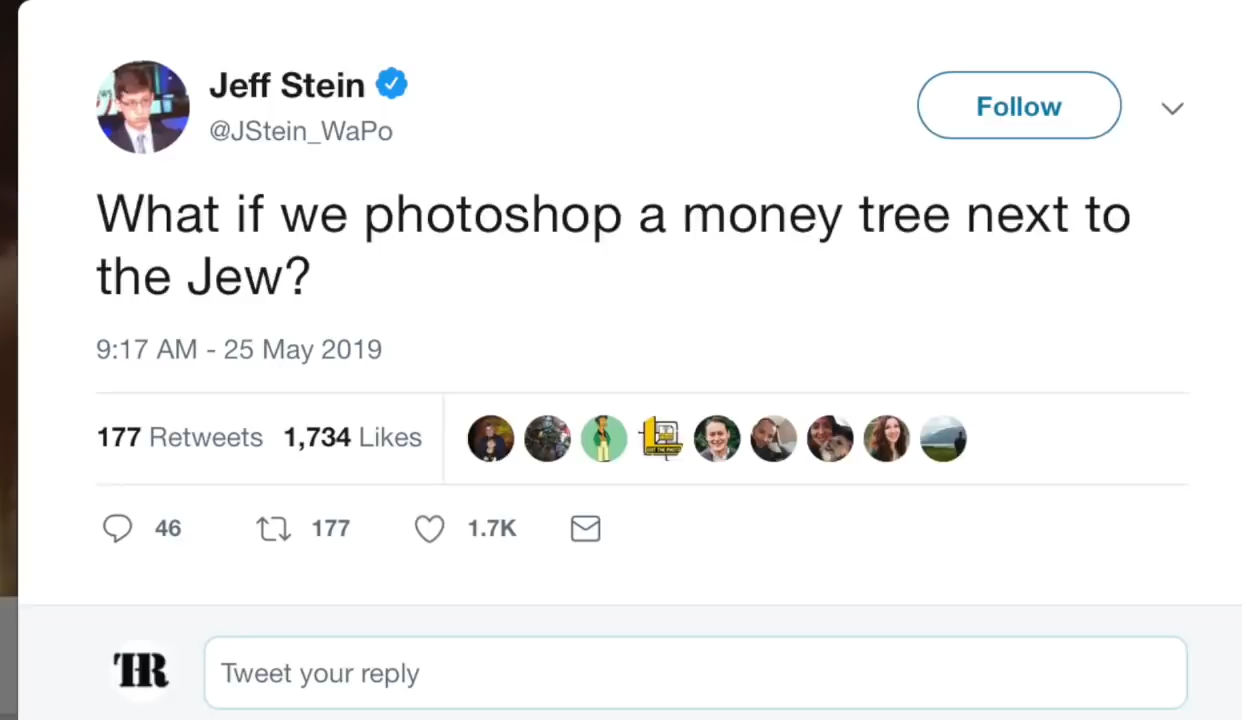 Jeff Stein
@JStein_WaPo
Follow
What if we photoshop a money tree next to
the Jew?
9:17 AM - 25 May 2019
177 Retweets 1,734 Likes
46 177 1.7K
THR
Tweet your reply